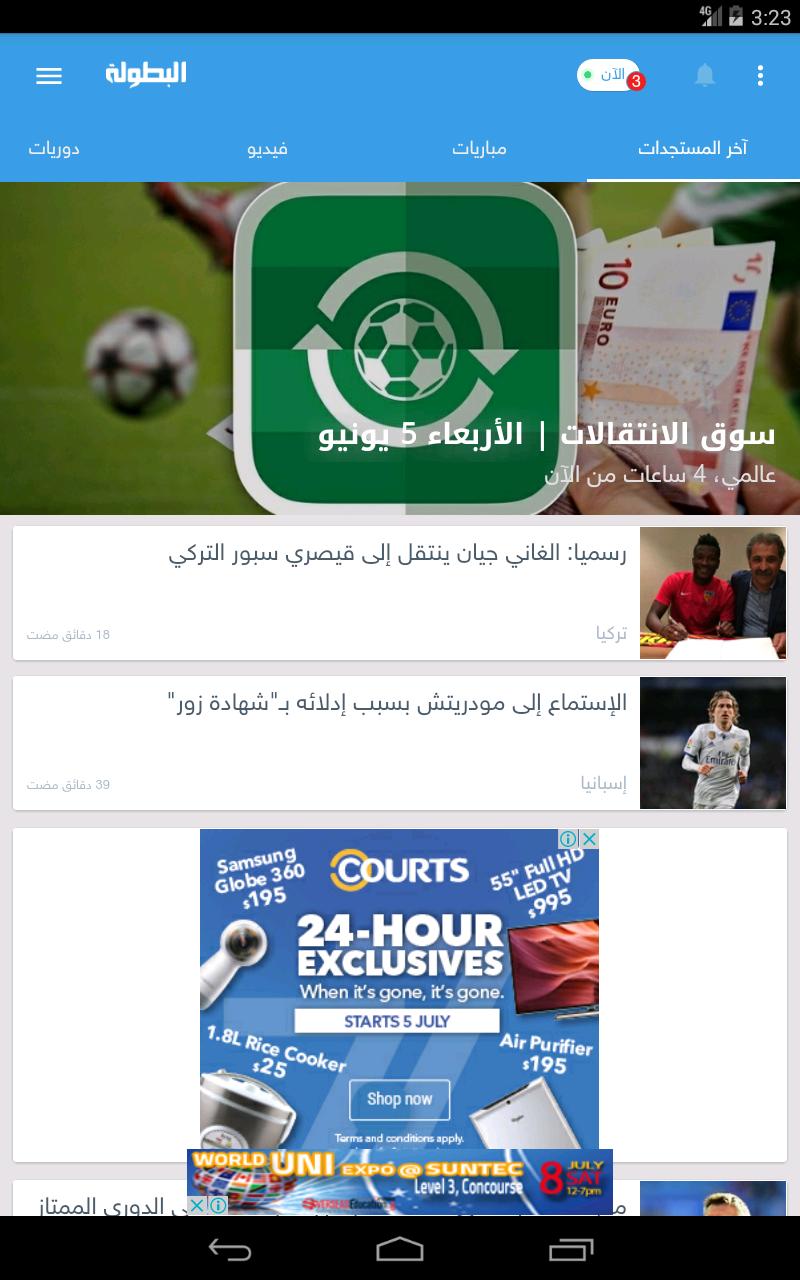 4G 3:23
البطولة
الآن
3
آخر المستجدات
مباريات
فيديو
دوريات
10 EURO
سوق الانتقالات | الأربعاء 5 يونيو
عالمي، 4 ساعات من الآن
رسميا: الغاني جيان ينتقل إلى قيصري سبور التركي
تركيا
18 دقائق مضت
الإستماع إلى مودريتش بسبب إدلائه بـ"شهادة زور"
إسبانيا
39 دقائق مضت
Samsung
Globe 360
$195
COURTS
55" Full HD
LED TV
$995
24-HOUR
EXCLUSIVES
When it's gone, it's gone.
STARTS 5 JULY
1.8L Rice Cooker
$25
Air Purifier
$195
Shop now
Terms and conditions apply.
WORLD UNI EXPO @ SUNTEC
Level 3, Concourse
8 JULY
SAT
12-7pm
الدوري الممتاز